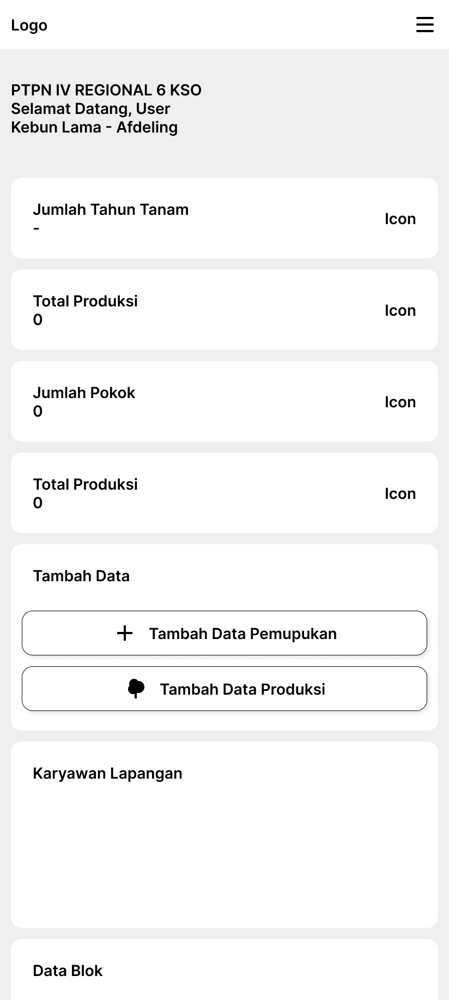 Logo
PTPN IV REGIONAL 6 KSO
Selamat Datang, User
Kebun Lama - Afdeling
Jumlah Tahun Tanam
-
Icon
Total Produksi
0
Icon
Jumlah Pokok
0
Icon
Total Produksi
0
Icon
Tambah Data
Tambah Data Pemupukan
Tambah Data Produksi
Karyawan Lapangan
Data Blok